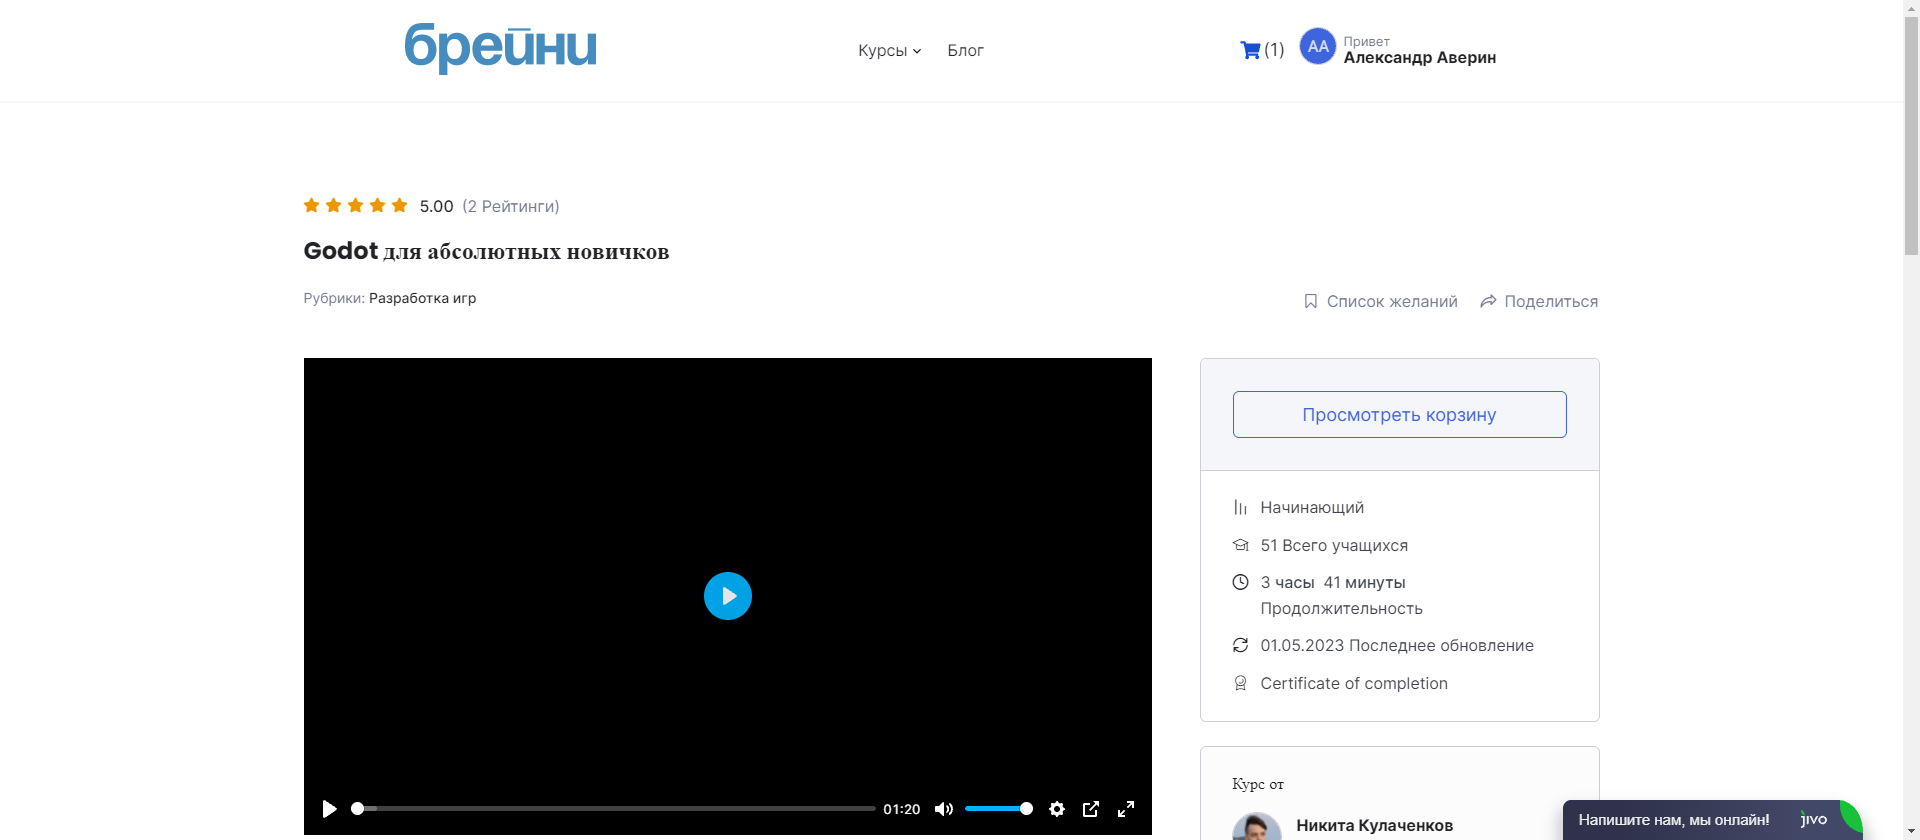 брейни
Курсы
Блог
(1)
АА
Привет
Александр Аверин
5.00 (2 Рейтинги)
Godot для абсолютных новичков
Рубрики: Разработка игр
Список желаний
Поделиться
01:20
Просмотреть корзину
Начинающий
51 Всего учащихся
3 часы 41 минуты
Продолжительность
01.05.2023 Последнее обновление
Certificate of completion
Курс от
Никита Кулаченков
Напишите нам, мы онлайн!
jivo